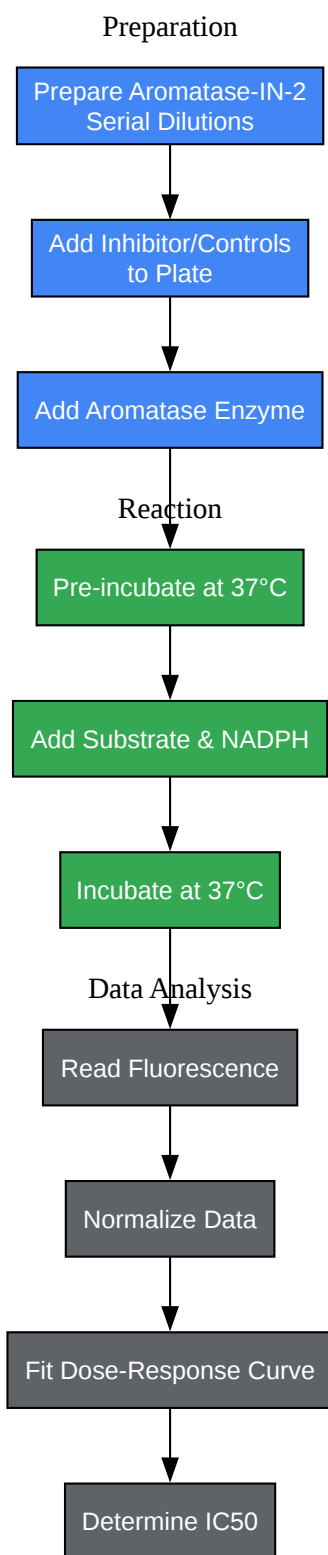 Preparation
Prepare Aromatase-IN-2
Serial Dilutions
Add Inhibitor/Controls
to Plate
Add Aromatase Enzyme
Reaction
Pre-incubate at 37°C
Add Substrate & NADPH
Incubate at 37°C
Data Analysis
Read Fluorescence
Normalize Data
Fit Dose-Response Curve
Determine IC50